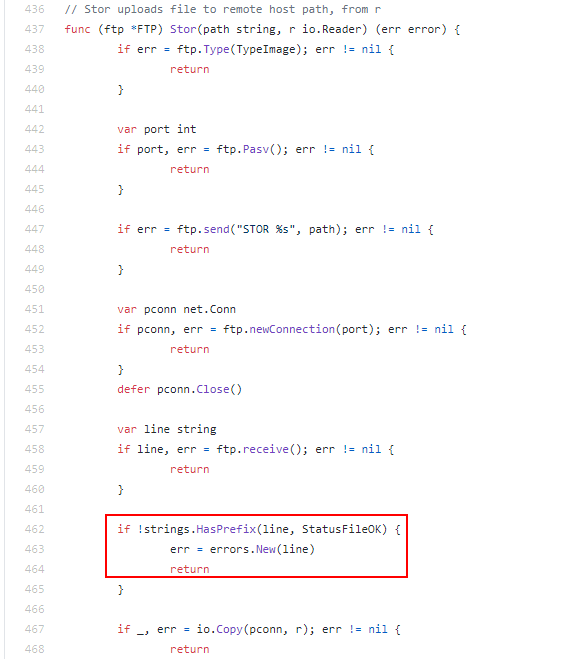 436 // Stor uploads file to remote host path, from r
437 func (ftp *FTP) Stor(path string, r io.Reader) (err error) {
438 if err = ftp.Type(TypeImage); err != nil {
439 return
440 }
441
442 var port int
443 if port, err = ftp.Pasv(); err != nil {
444 return
445 }
446
447 if err = ftp.send("STOR %s", path); err != nil {
448 return
449 }
450
451 var pconn net.Conn
452 if pconn, err = ftp.newConnection(port); err != nil {
453 return
454 }
455 defer pconn.Close()
456
457 var line string
458 if line, err = ftp.receive(); err != nil {
459 return
460 }
461
462 if !strings.HasPrefix(line, StatusFileOK) {
463 err = errors.New(line)
464 return
465 }
466
467 if _, err = io.Copy(pconn, r); err != nil {
468 return